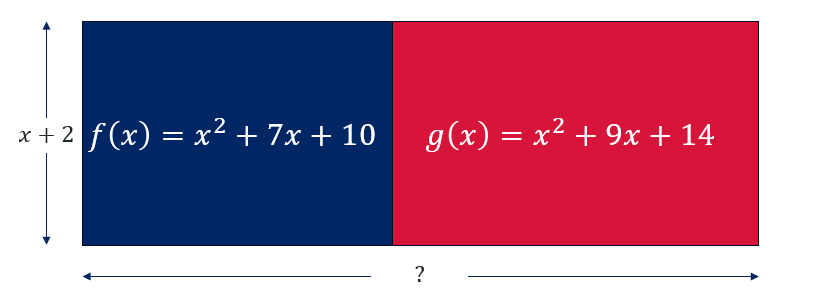 x + 2
f(x) = x² + 7x + 10
g(x) = x² + 9x + 14
?